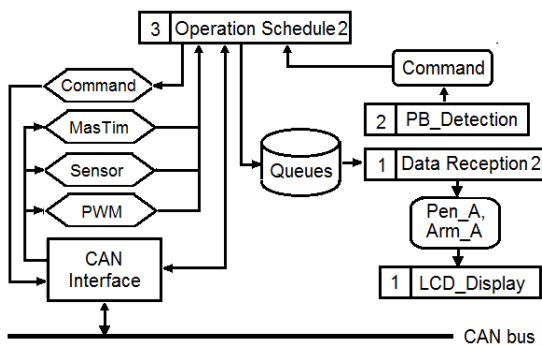 3 Operation Schedule 2
Command
Command
MasTim
2 PB_Detection
Queues
1 Data Reception 2
Sensor
PWM
Pen_A,
Arm_A
CAN
Interface
1 LCD_Display
CAN bus